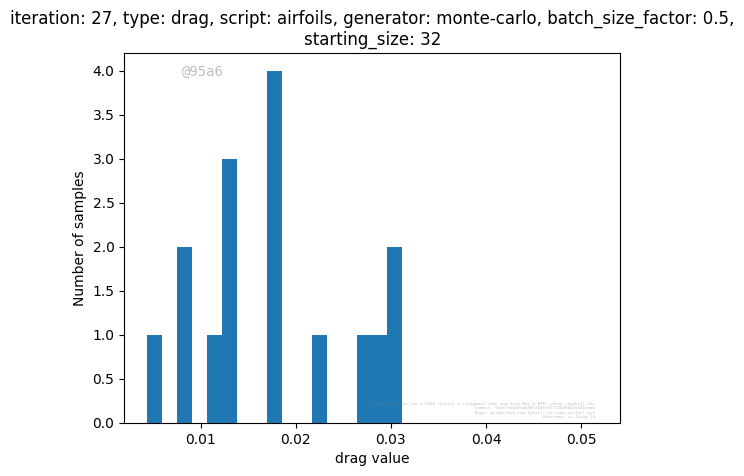 iteration: 27, type: drag, script: airfoils, generator: monte-carlo, batch_size_factor: 0.5,
starting_size: 32
@95a6
4.0
3.5
3.0
2.5
2.0
1.5
1.0
0.5
0.0
Number of samples
0.01
0.02
0.03
0.04
0.05
drag value